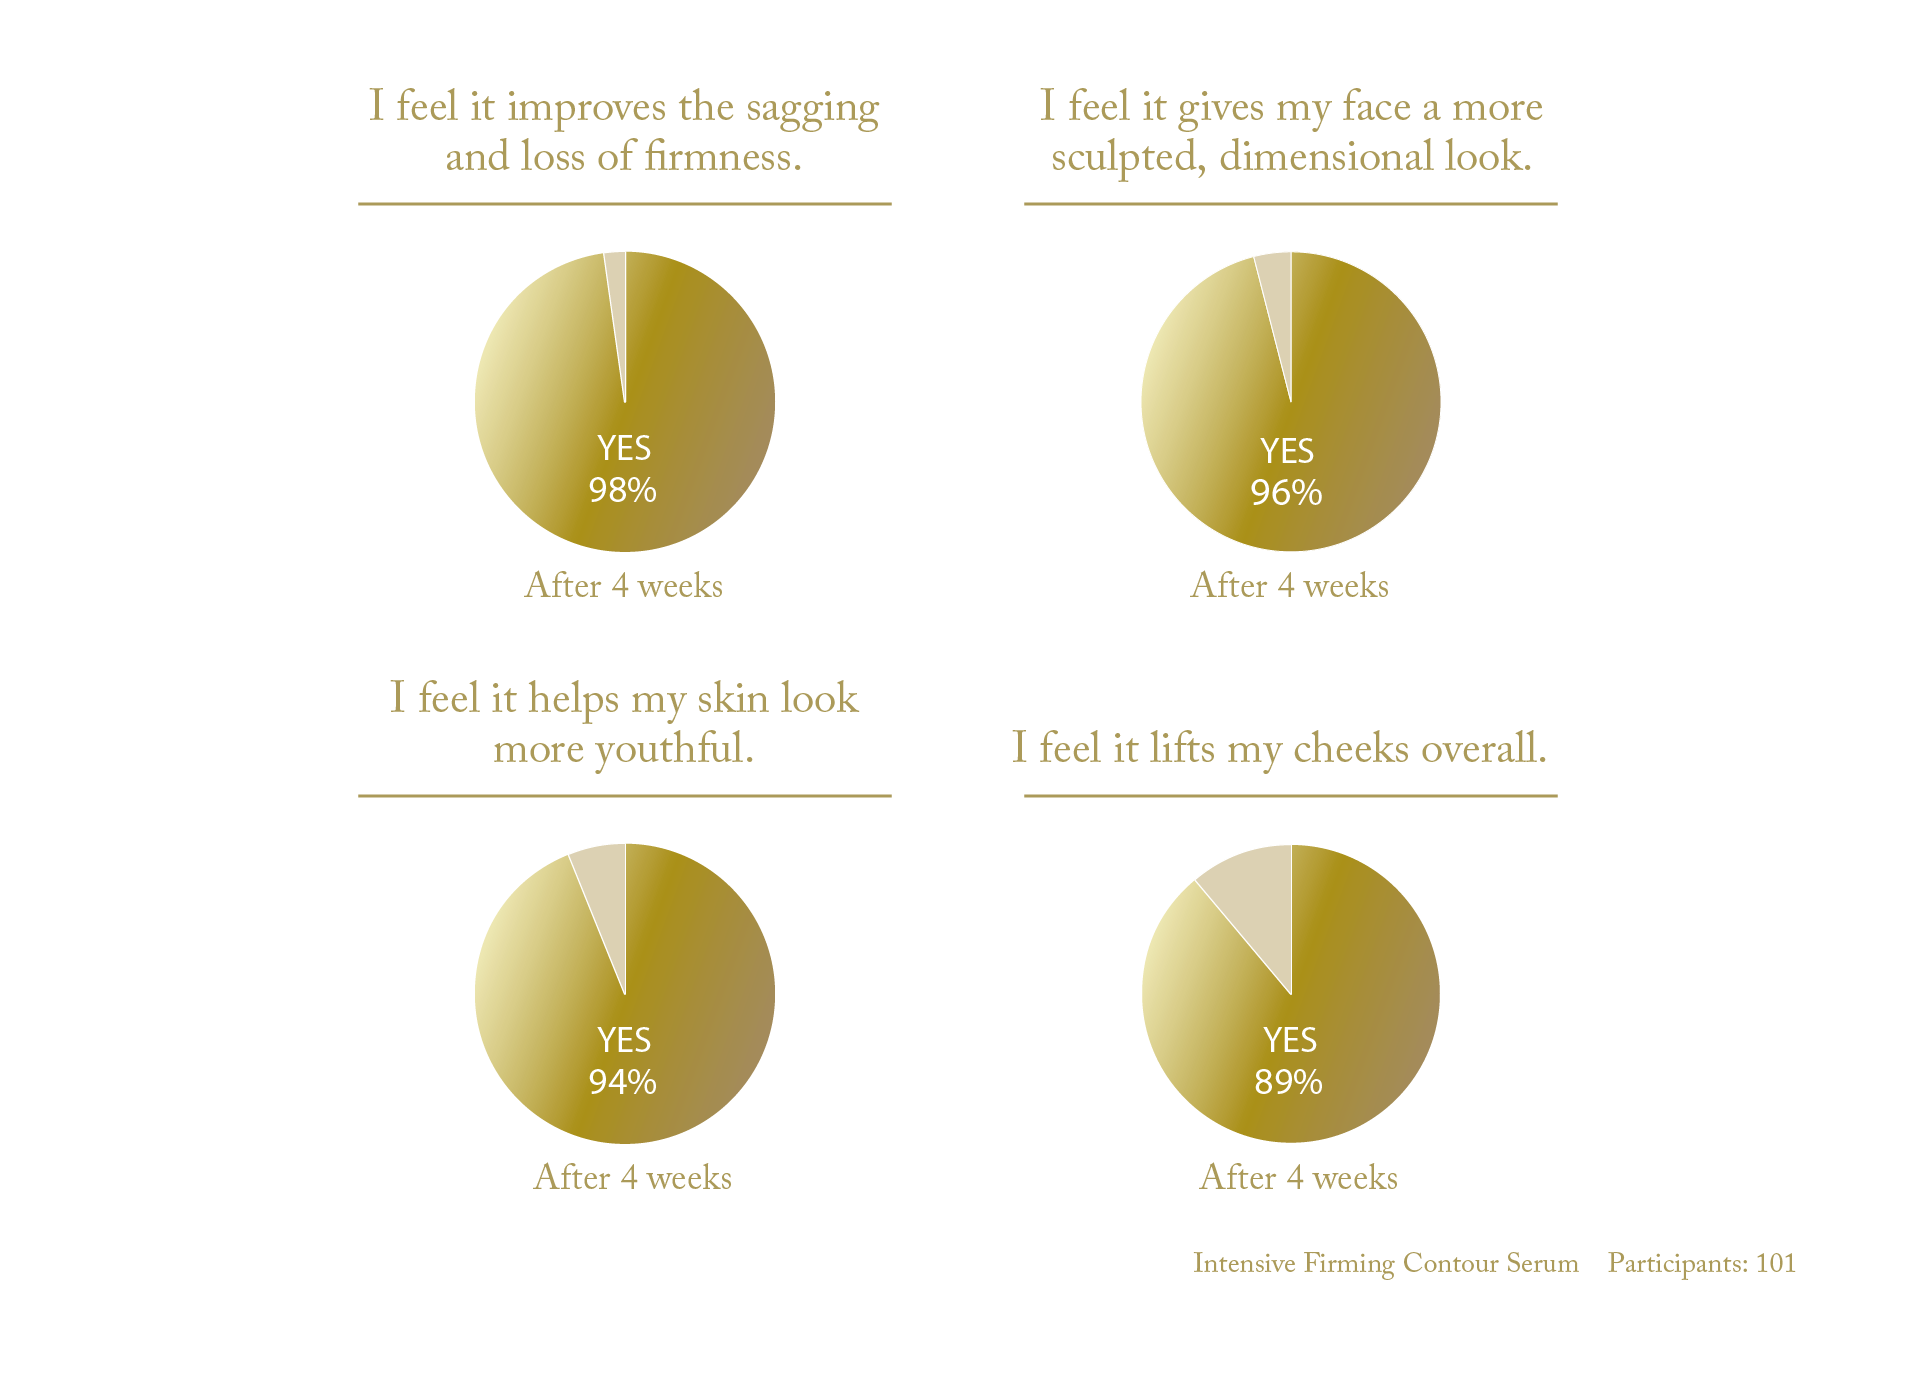 I feel it improves the sagging
and loss of firmness.
YES
98%
After 4 weeks
I feel it gives my face a more
sculpted, dimensional look.
YES
96%
After 4 weeks
I feel it helps my skin look
more youthful.
YES
94%
After 4 weeks
I feel it lifts my cheeks overall.
YES
89%
After 4 weeks
Intensive Firming Contour Serum Participants: 101